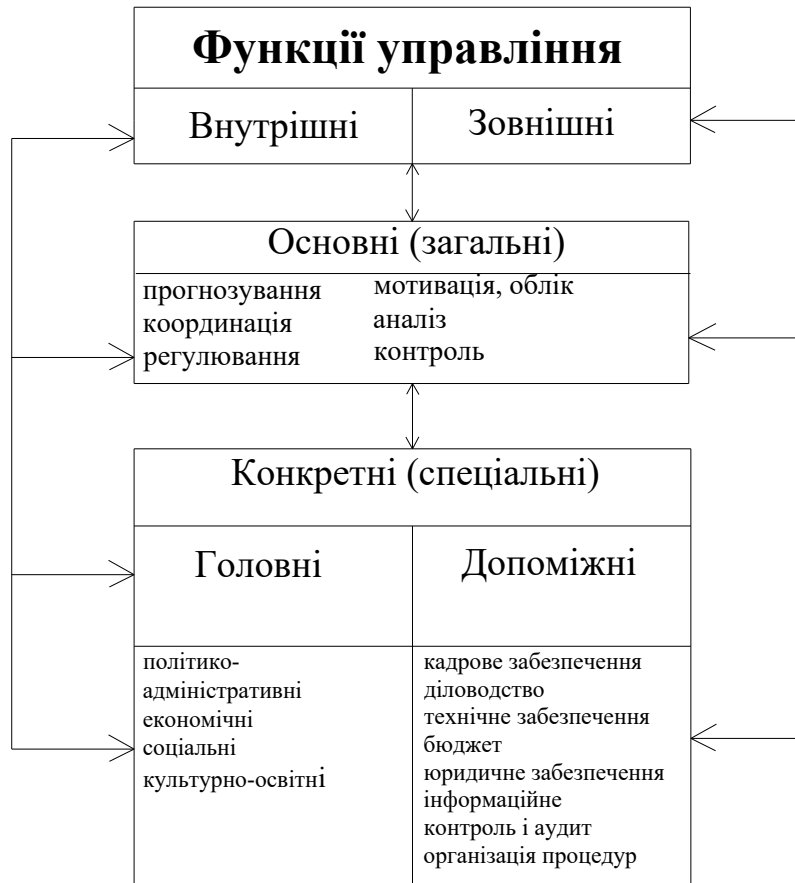 Функції управління
Внутрішні
Зовнішні
Основні (загальні)
прогнозування
координація
регулювання
мотивація, облік
аналіз
контроль
Конкретні (спеціальні)
Головні
Допоміжні
політико-
адміністративні
економічні
соціальні
культурно-освітні
кадрове забезпечення
діловодство
технічне забезпечення
бюджет
юридичне забезпечення
інформаційне
контроль і аудит
організація процедур